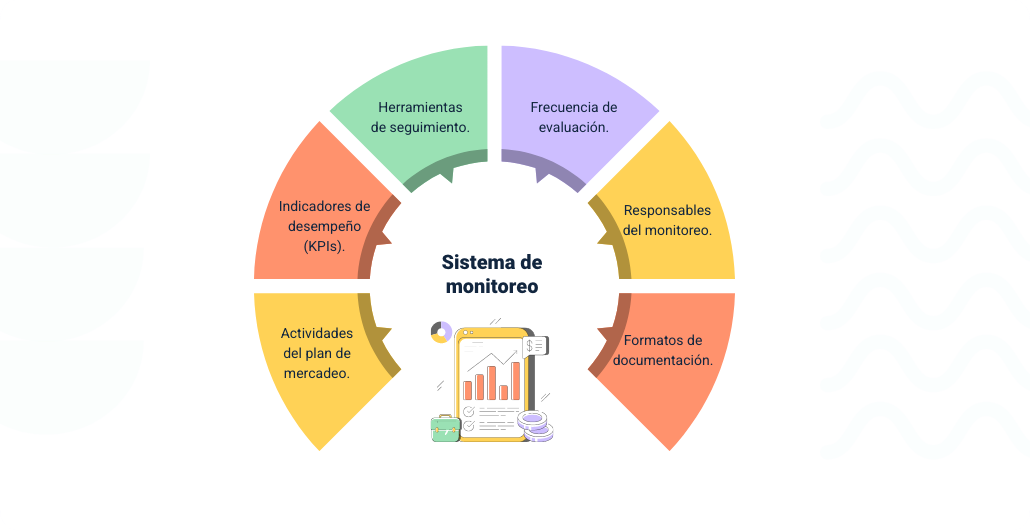 Herramientas
de seguimiento.
Frecuencia de
evaluación.
Indicadores de
desempeño
(KPIs).
Responsables
del monitoreo.
Sistema de
monitoreo
Actividades
del plan de
mercadeo.
Formatos de
documentación.
$